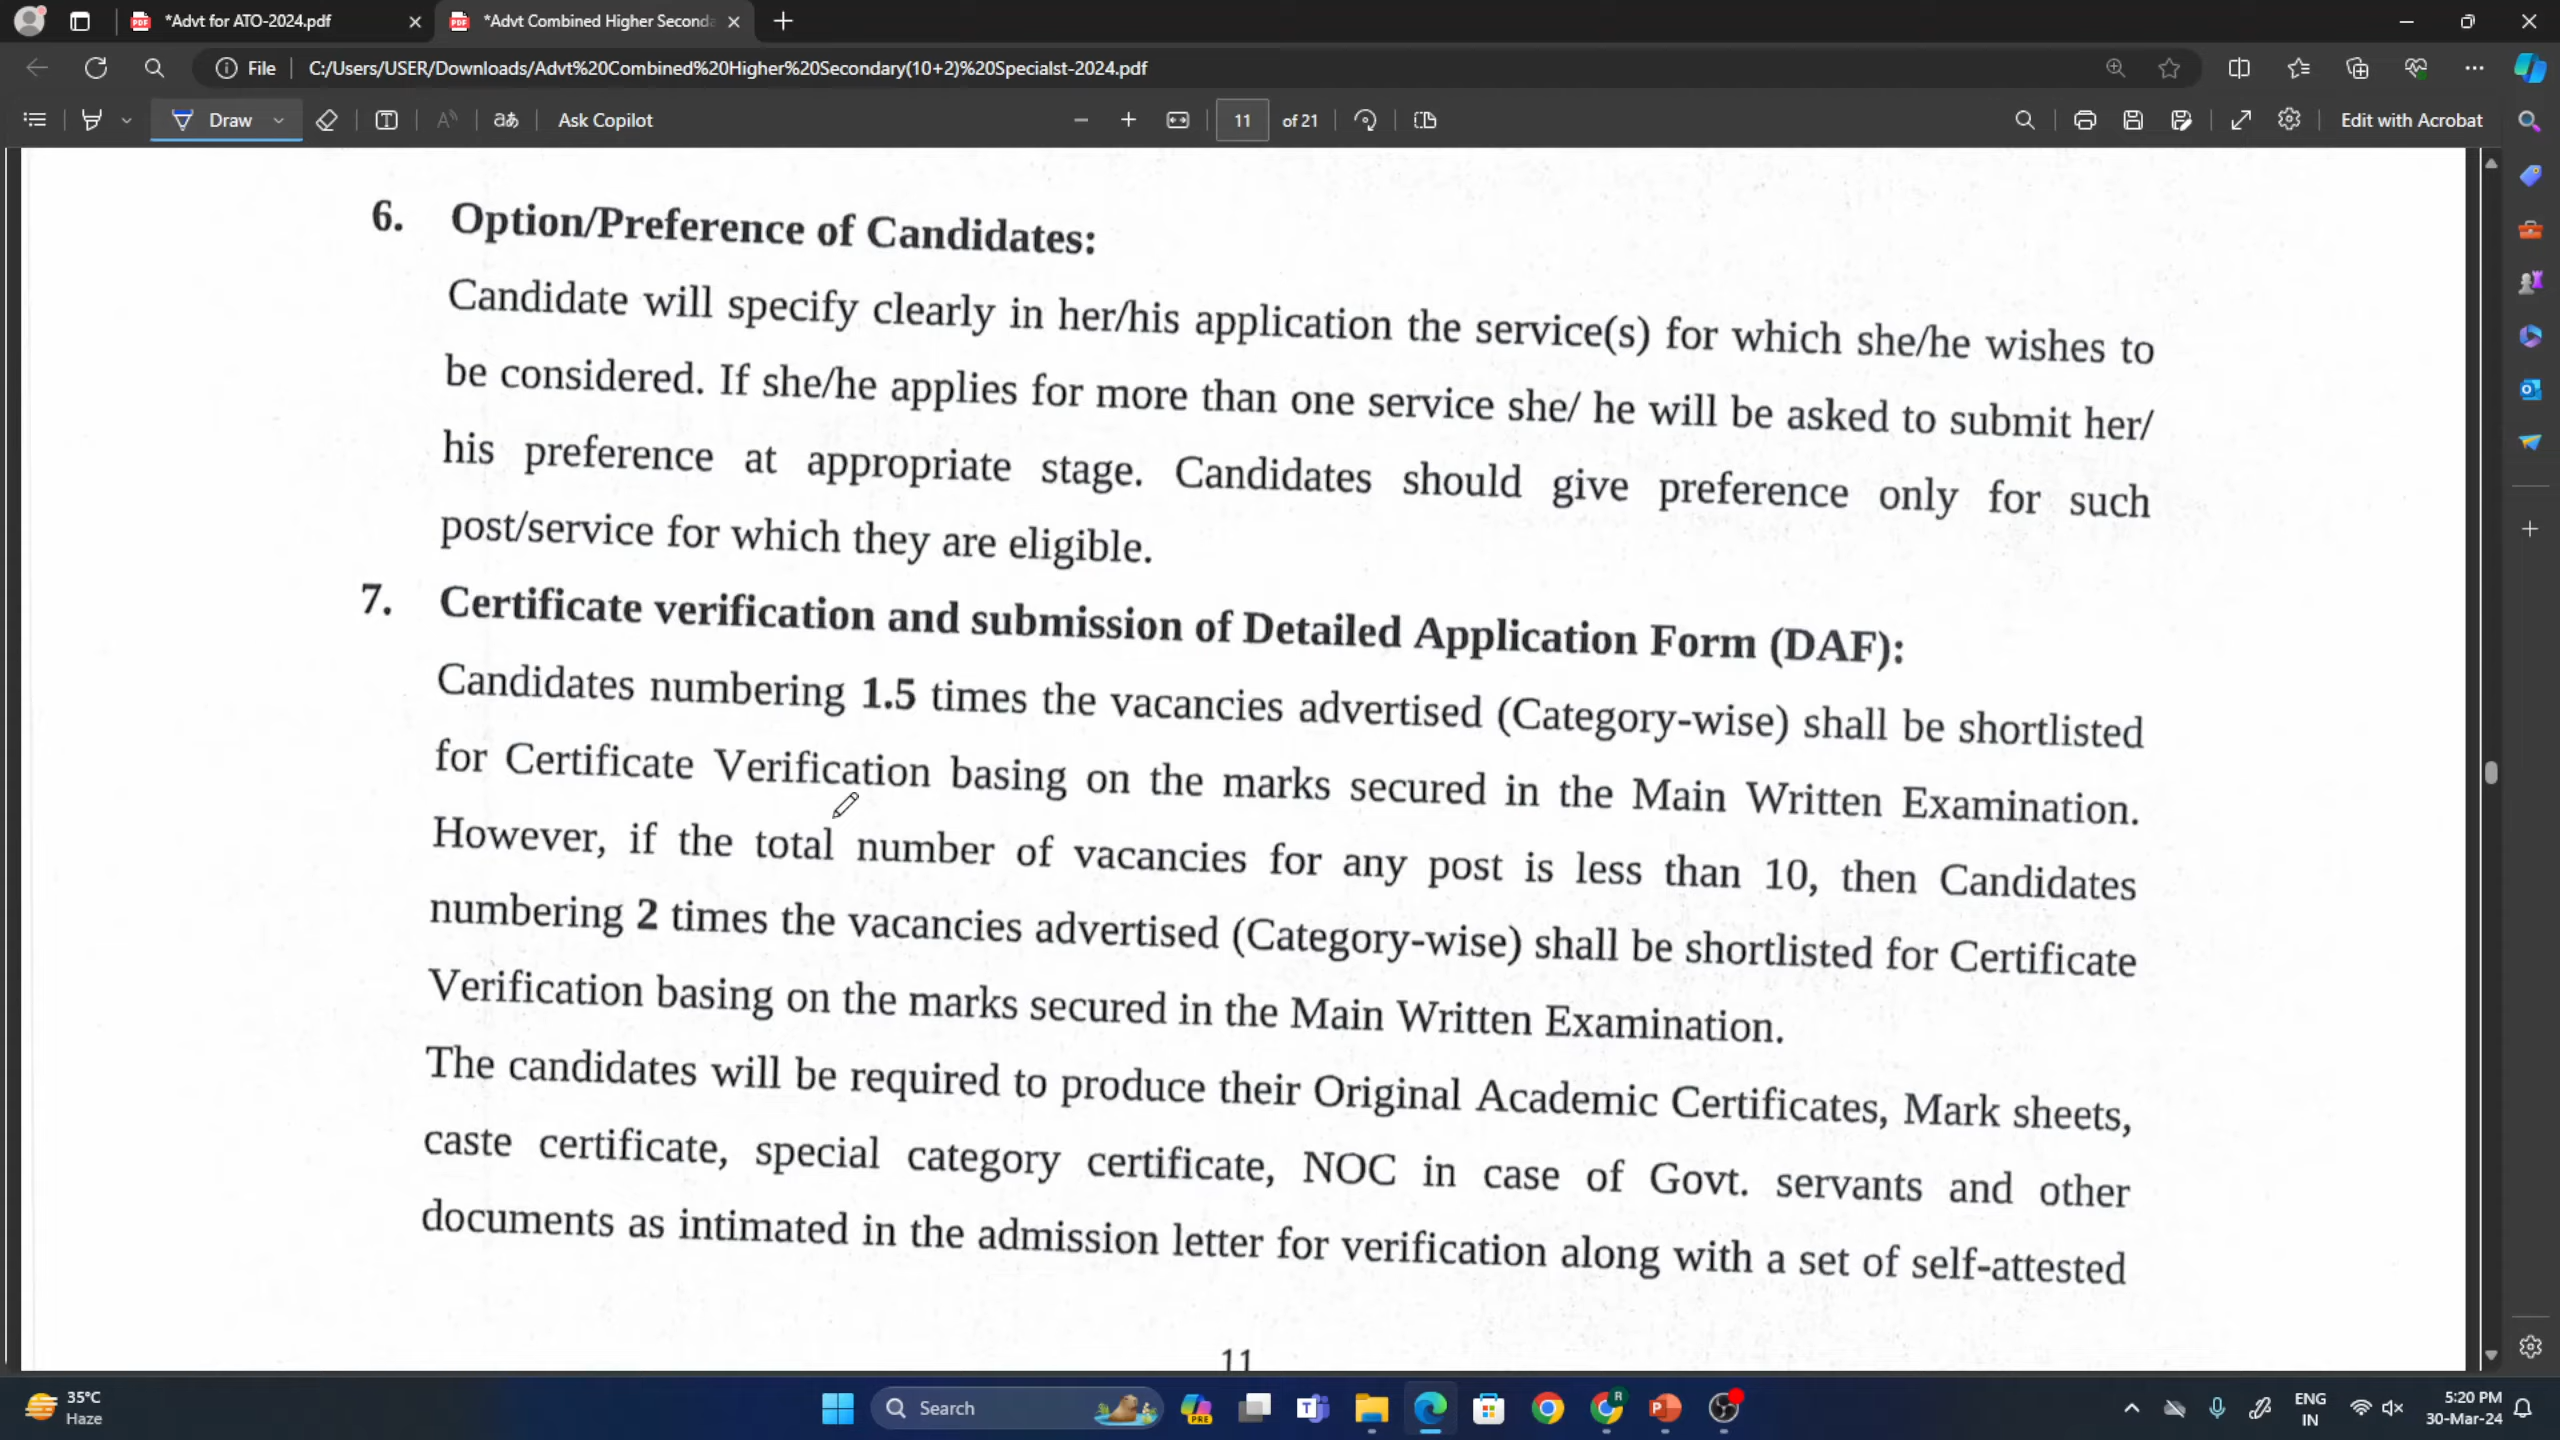 *Advt for ATO-2024.pdf
*Advt Combined Higher Seconda
File
C:/Users/USER/Downloads/Advt%20Combined%20Higher%20Secondary(10+2)%20Specialst-2024.pdf
Draw
aあ
Ask Copilot
11 of 21
Edit with Acrobat
6. Option/Preference of Candidates:
Candidate will specify clearly in her/his application the service(s) for which she/he wishes to
be considered. If she/he applies for more than one service she/ he will be asked to submit her/
his preference at appropriate stage. Candidates should give preference only for such
post/service for which they are eligible.
7. Certificate verification and submission of Detailed Application Form (DAF):
Candidates numbering 1.5 times the vacancies advertised (Category-wise) shall be shortlisted
for Certificate Verification basing on the marks secured in the Main Written Examination.
However, if the total number of vacancies for any post is less than 10, then Candidates
numbering 2 times the vacancies advertised (Category-wise) shall be shortlisted for Certificate
Verification basing on the marks secured in the Main Written Examination.
The candidates will be required to produce their Original Academic Certificates, Mark sheets,
caste certificate, special category certificate, NOC in case of Govt. servants and other
documents as intimated in the admission letter for verification along with a set of self-attested
11
35°C
Haze
Search
PRE
ENG
IN
5:20 PM
30-Mar-24